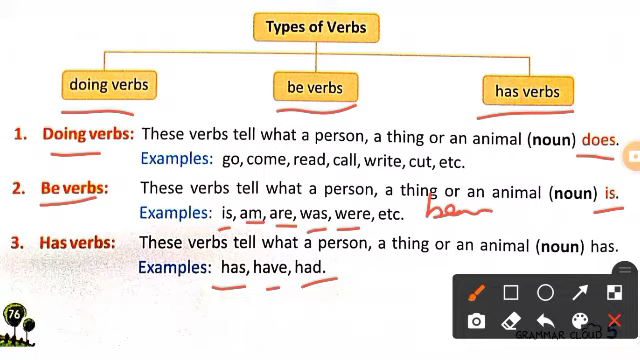 Types of Verbs
doing verbs
be verbs
has verbs
1. Doing verbs: These verbs tell what a person, a thing or an animal (noun) does.
Examples: go, come, read, call, write, cut, etc.
2. Be verbs: These verbs tell what a person, a thing or an animal (noun) is.
Examples: is, am, are, was, were, etc.
3. Has verbs: These verbs tell what a person, a thing or an animal (noun) has.
Examples: has, have, had.
76
GRAMMAR CLOUD 5